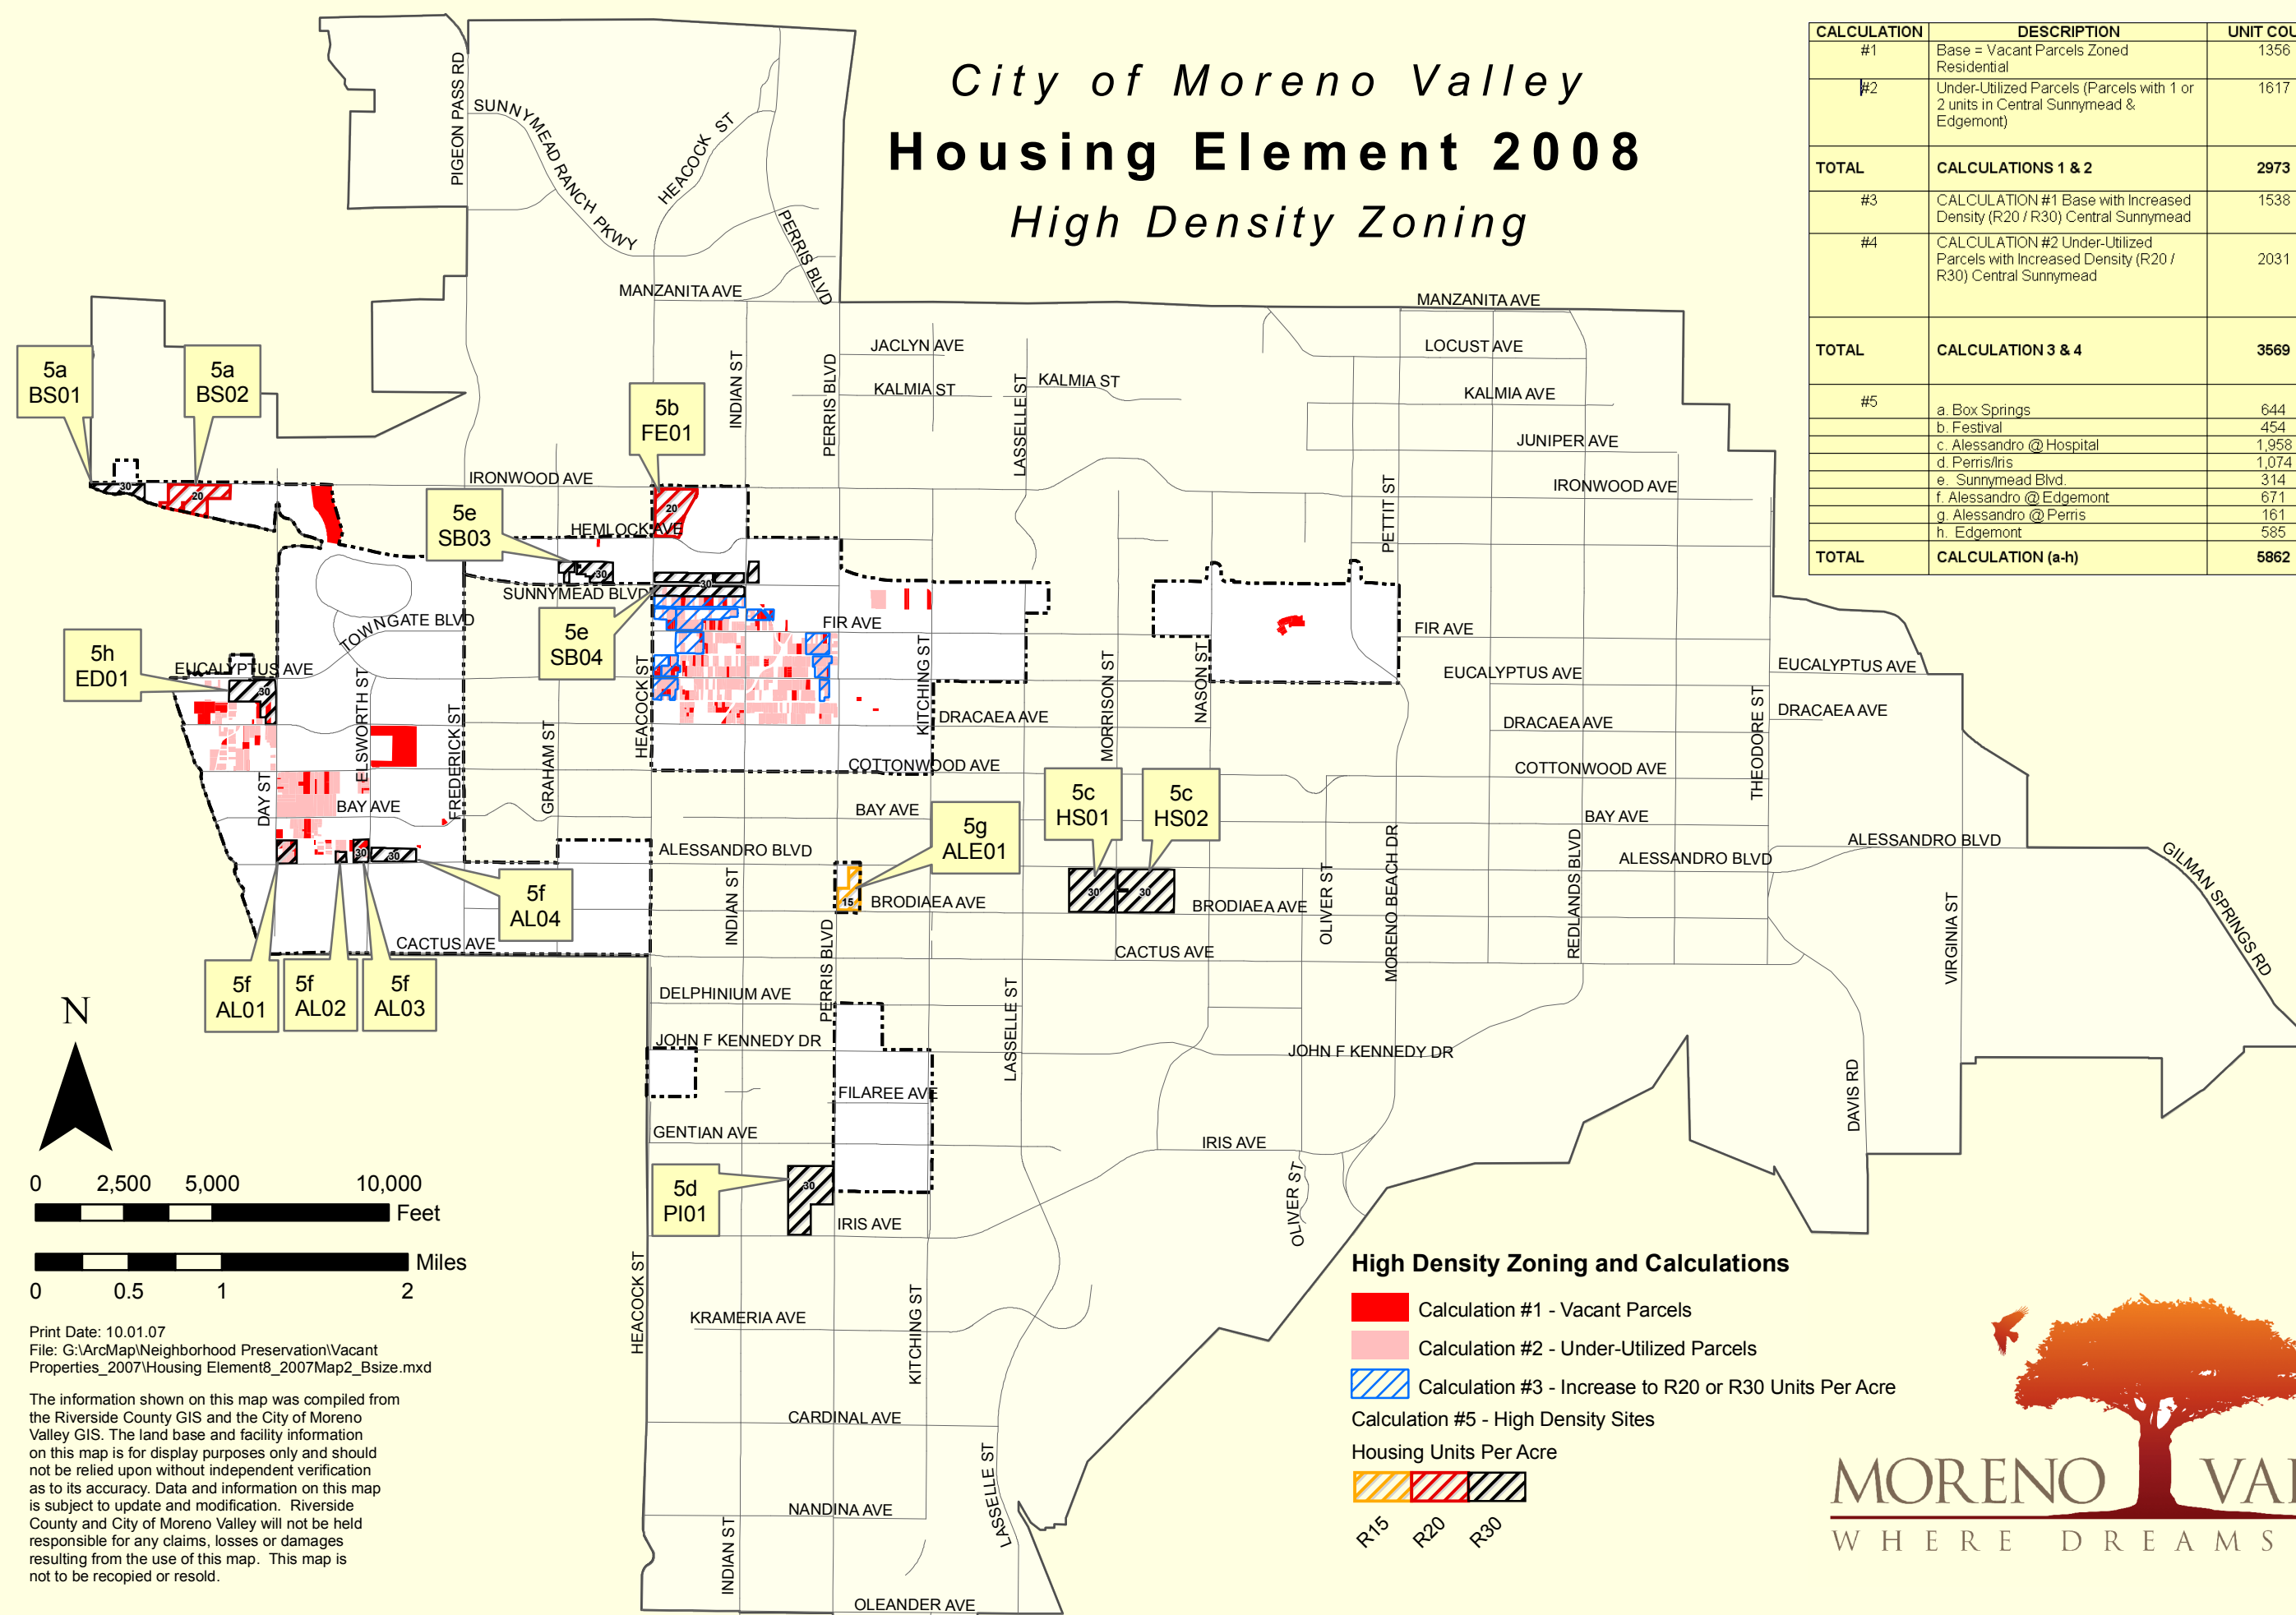 City of Moreno Valley
Housing Element 2008
High Density Zoning
CALCULATION DESCRIPTION UNIT COU
#1 Base = Vacant Parcels Zoned 1356
Residential
#2 Under-Utilized Parcels (Parcels with 1 or 1617
2 units in Central Sunnymead &
Edgemont)
TOTAL CALCULATIONS 1 & 2 2973
#3 CALCULATION #1 Base with Increased 1538
Density (R20 / R30) Central Sunnymead
#4 CALCULATION #2 Under-Utilized
Parcels with Increased Density (R20 / 2031
R30) Central Sunnymead
TOTAL CALCULATION 3 & 4 3569
#5
a. Box Springs 644
b. Festival 454
c. Alessandro @ Hospital 1,958
d. Perris/Iris 1,074
e. Sunnymead Blvd. 314
f. Alessandro @ Edgemont 671
g. Alessandro @ Perris 161
h. Edgemont 585
TOTAL CALCULATION (a-h) 5862
PIGEON PASS RD
SUNNYMEAD RANCH PKWY
HEACOCK ST
PERRIS BLVD
MANZANITA AVE
MANZANITA AVE
JACLYN AVE
LOCUST AVE
INDIAN ST
PERRIS BLVD
KALMIA ST
LASSELLE ST
KALMIA ST
KALMIA AVE
JUNIPER AVE
5a
BS01
5a
BS02
5b
FE01
IRONWOOD AVE
IRONWOOD AVE
PETTIT ST
30
20
20
5e
SB03
HEMLOCK AVE
30
30
SUNNYMEAD BLVD
5e
SB04
TOWNGATE BLVD
FIR AVE
FIR AVE
5h
ED01
EUCALYPTUS AVE
30
EUCALYPTUS AVE
EUCALYPTUS AVE
ELSWORTH ST
FREDERICK ST
GRAHAM ST
HEACOCK ST
KITCHING ST
MORRISON ST
NASON ST
THEODORE ST
DRACAEA AVE
DRACAEA AVE
DRACAEA AVE
COTTONWOOD AVE
COTTONWOOD AVE
DAY ST
BAY AVE
BAY AVE
BAY AVE
5g
ALE01
5c
HS01
5c
HS02
30
30
ALESSANDRO BLVD
ALESSANDRO BLVD
ALESSANDRO BLVD
5f
AL04
15
30
30
BRODIAEA AVE
BRODIAEA AVE
INDIAN ST
OLIVER ST
MORENO BEACH DR
REDLANDS BLVD
VIRGINIA ST
GILMAN SPRINGS RD
CACTUS AVE
CACTUS AVE
5f
AL01
5f
AL02
5f
AL03
PERRIS BLVD
DELPHINIUM AVE
LASSELLE ST
JOHN F KENNEDY DR
JOHN F KENNEDY DR
DAVIS RD
FILAREE AVE
GENTIAN AVE
IRIS AVE
5d
PI01
30
OLIVER ST
IRIS AVE
HEACOCK ST
KITCHING ST
KRAMERIA AVE
CARDINAL AVE
LASSELLE ST
NANDINA AVE
INDIAN ST
OLEANDER AVE
N
0 2,500 5,000 10,000
Feet
Miles
0 0.5 1 2
Print Date: 10.01.07
File: G:\ArcMap\Neighborhood Preservation\Vacant
Properties_2007\Housing Element8_2007Map2_Bsize.mxd
The information shown on this map was compiled from
the Riverside County GIS and the City of Moreno
Valley GIS. The land base and facility information
on this map is for display purposes only and should
not be relied upon without independent verification
as to its accuracy. Data and information on this map
is subject to update and modification. Riverside
County and City of Moreno Valley will not be held
responsible for any claims, losses or damages
resulting from the use of this map. This map is
not to be recopied or resold.
High Density Zoning and Calculations
Calculation #1 - Vacant Parcels
Calculation #2 - Under-Utilized Parcels
Calculation #3 - Increase to R20 or R30 Units Per Acre
Calculation #5 - High Density Sites
Housing Units Per Acre
R15 R20 R30
MORENO VAL
WHERE DREAMS